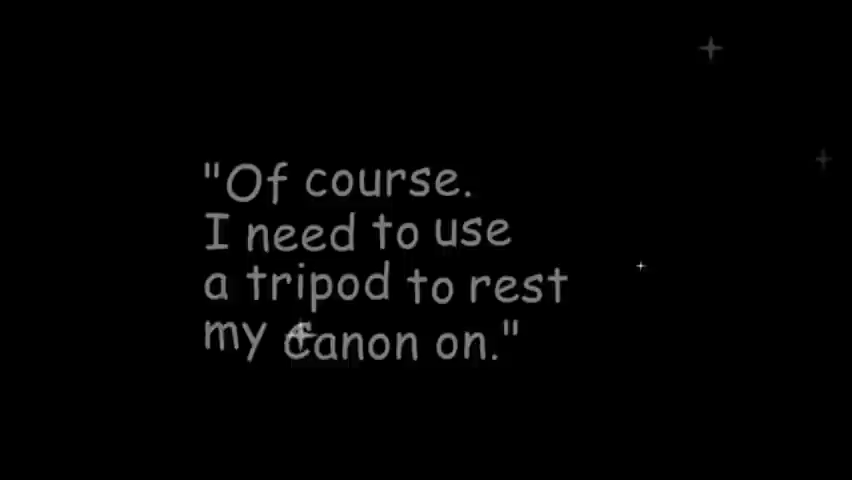 "Of course.
I need to use
a tripod to rest
my Canon on."